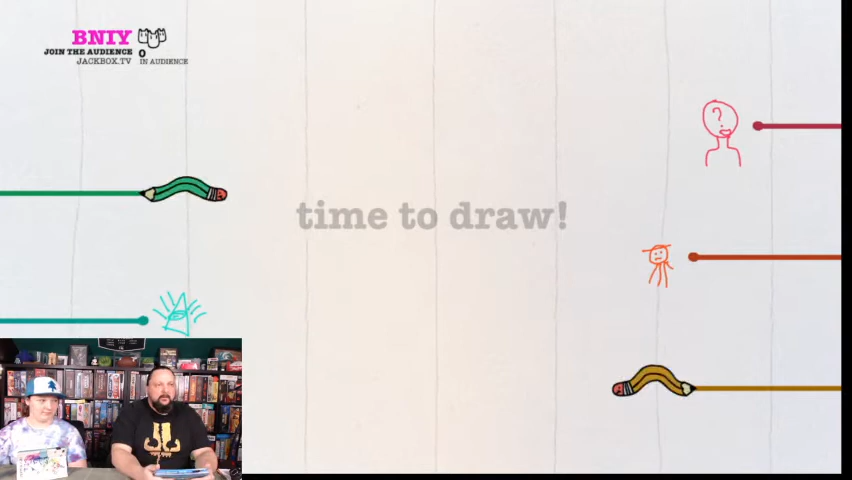 BNIY
JOIN THE AUDIENCE
JACKBOX.TV
0
IN AUDIENCE
?
time to draw!